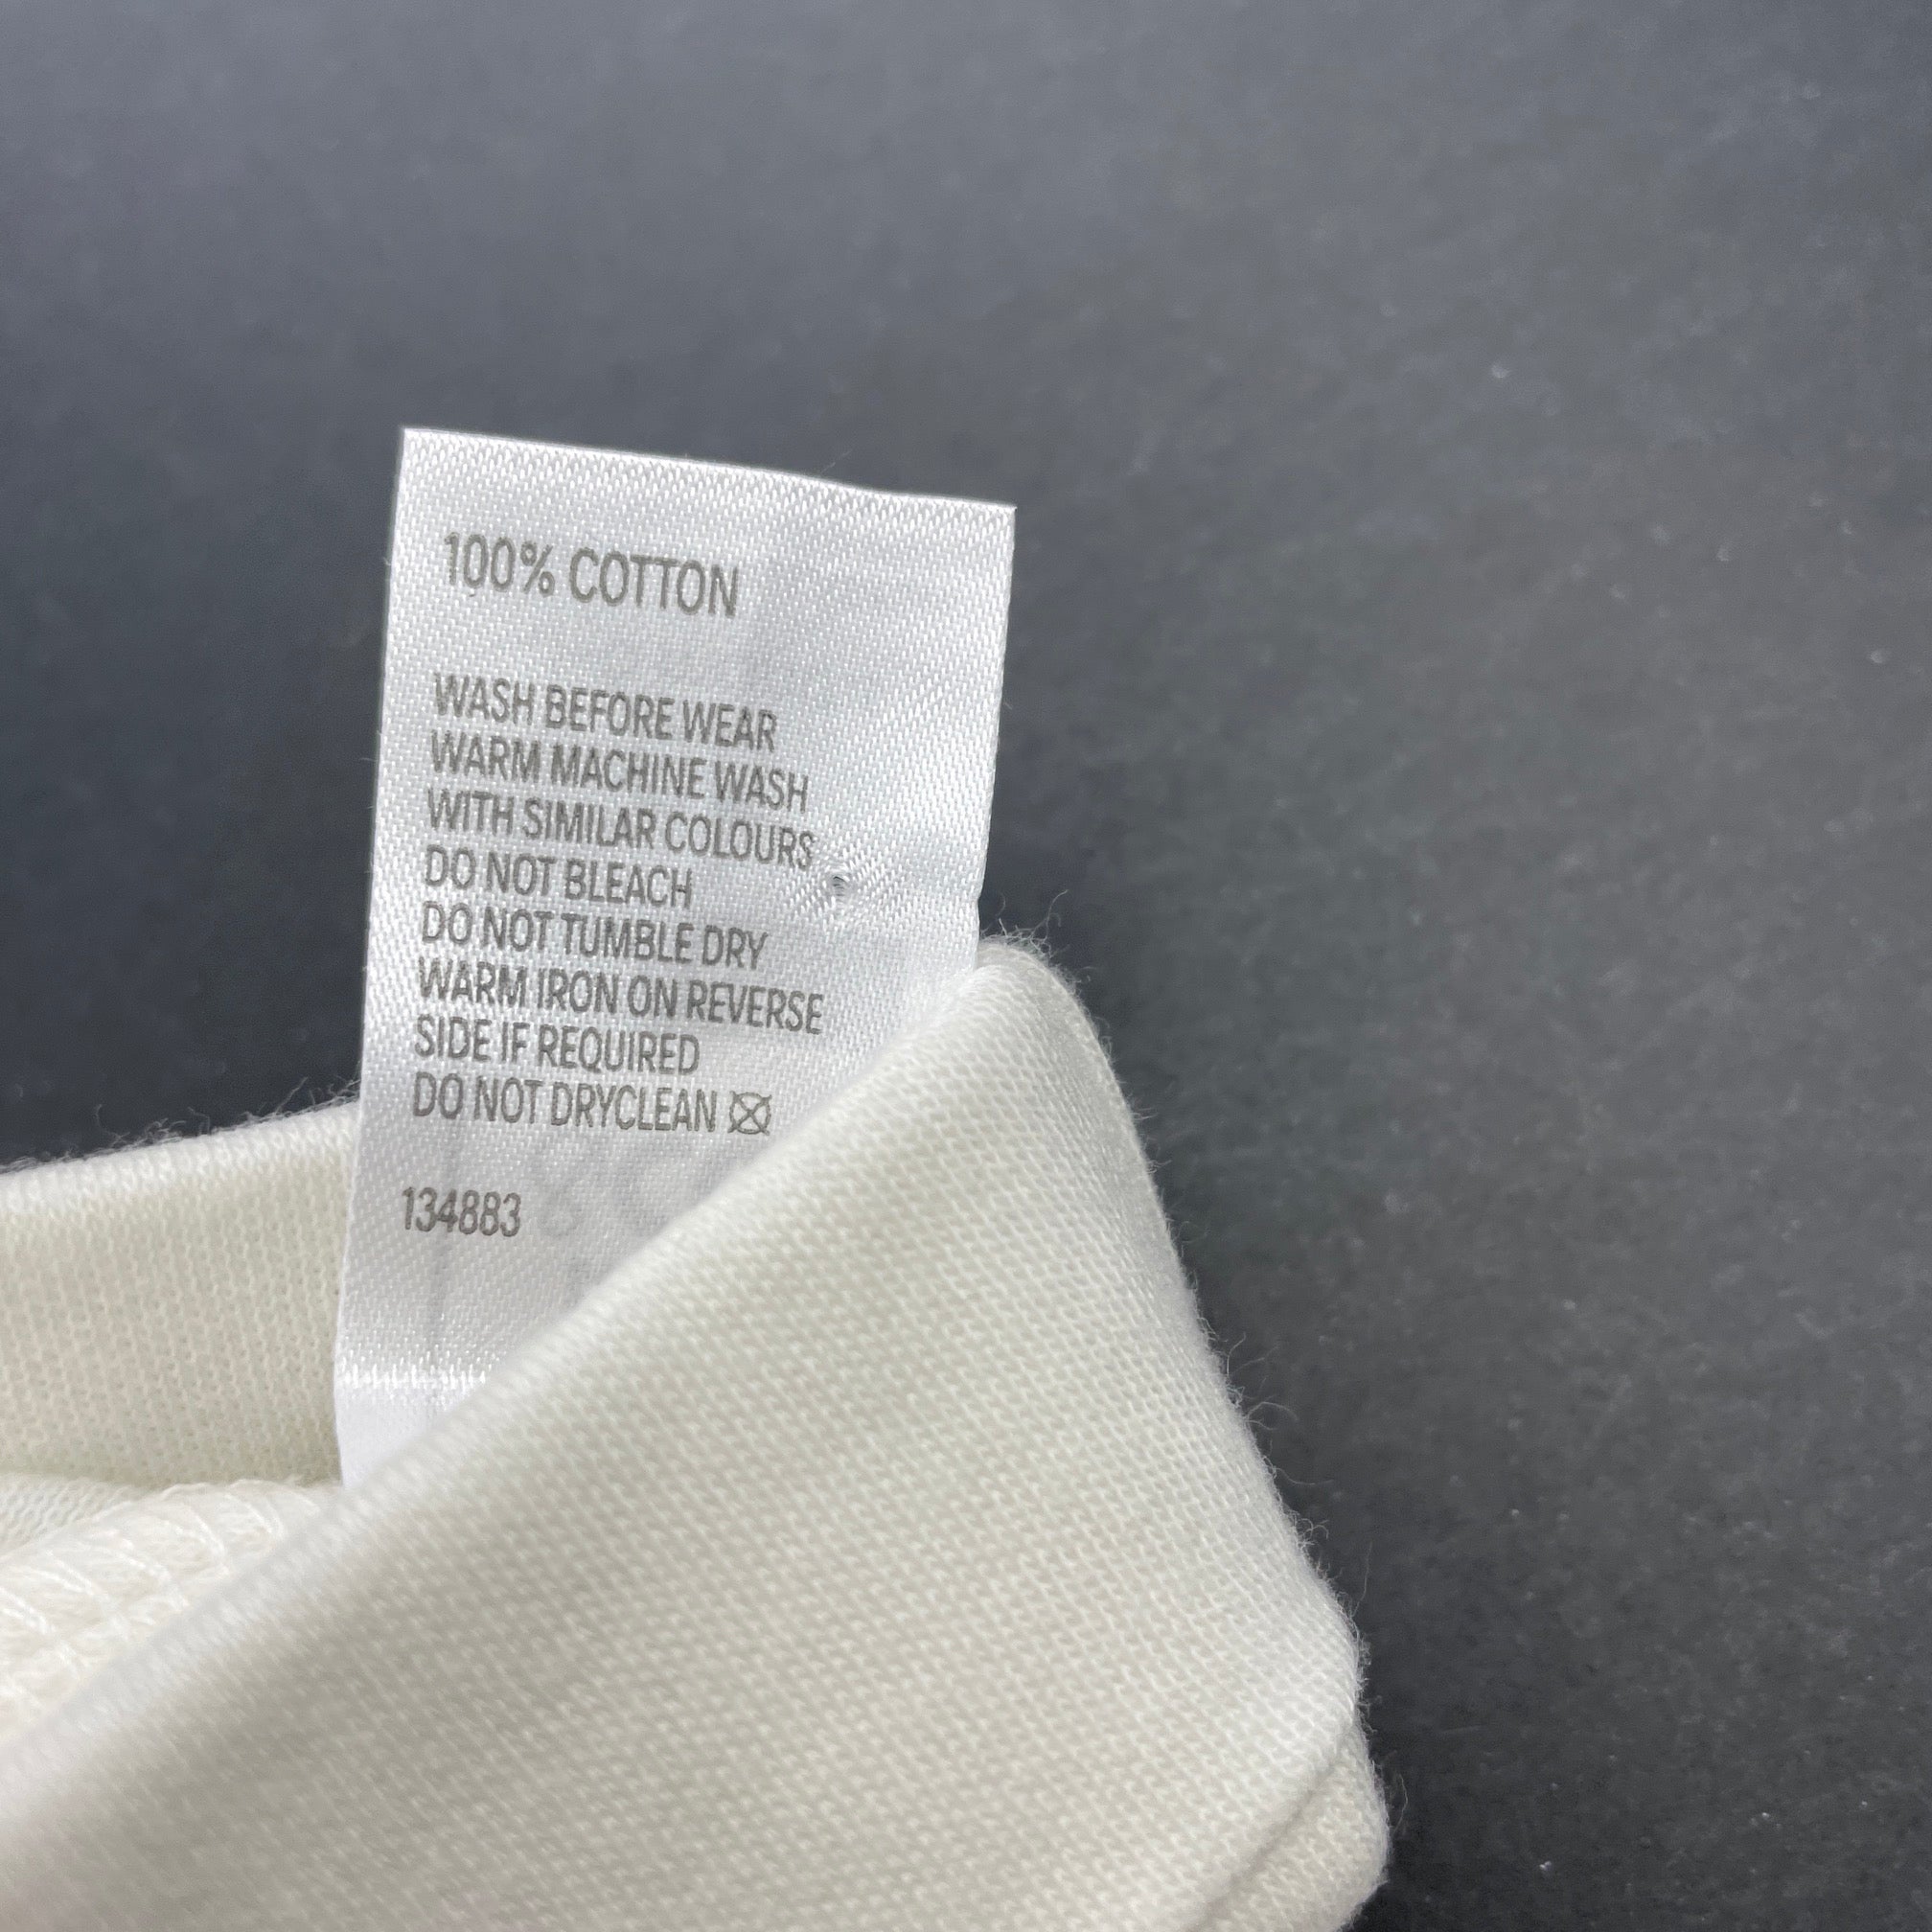 100% COTTON
WASH BEFORE WEAR
WARM MACHINE WASH
WITH SIMILAR COLOURS
DO NOT BLEACH
DO NOT TUMBLE DRY
WARM IRON ON REVERSE
SIDE IF REQUIRED
DO NOT DRYCLEAN
134883